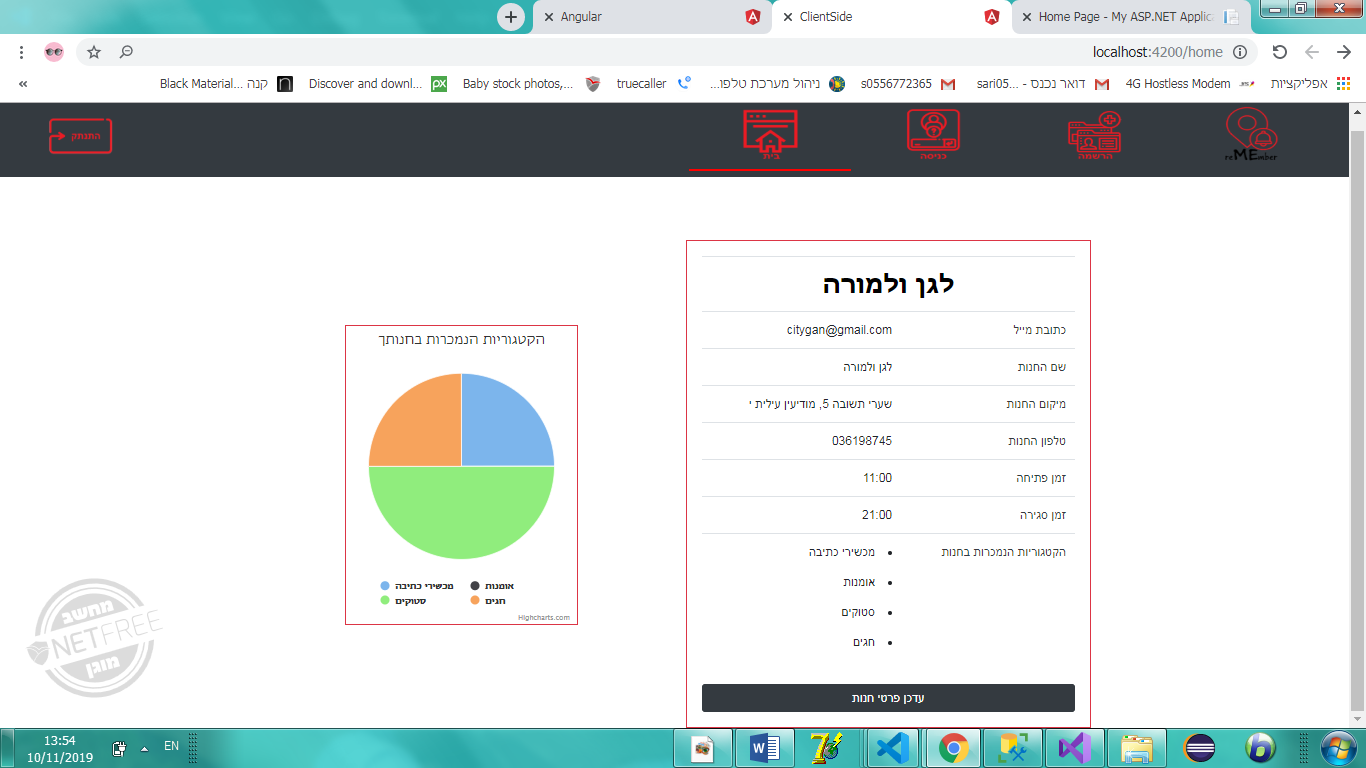 Angular
ClientSide
Home Page - My ASP.NET Applic
localhost:4200/home
אפליקציות
4G Hostless Modem
דואר נכנס - ...sari05
s0556772365
ניהול מערכת טלפו...
truecaller
Baby stock photos,...
Discover and downl...
קנה ...Black Material
reMEmber
הרשמה
כניסה
בית
התנתק
לגן ולמורה
כתובת מייל citygan@gmail.com
שם החנות לגן ולמורה
מיקום החנות שערי תשובה 5, מודיעין עילית י
טלפון החנות 036198745
זמן פתיחה 11:00
זמן סגירה 21:00
הקטגוריות הנמכרות בחנות • מכשירי כתיבה
• אומנות
• סטוקים
• חגים
עדכן פרטי חנות
הקטגוריות הנמכרות בחנותך
אומנות מכשירי כתיבה
חגים סטוקים
Highcharts.com
מחשב
NETFREE
מוגן
EN
13:54
10/11/2019